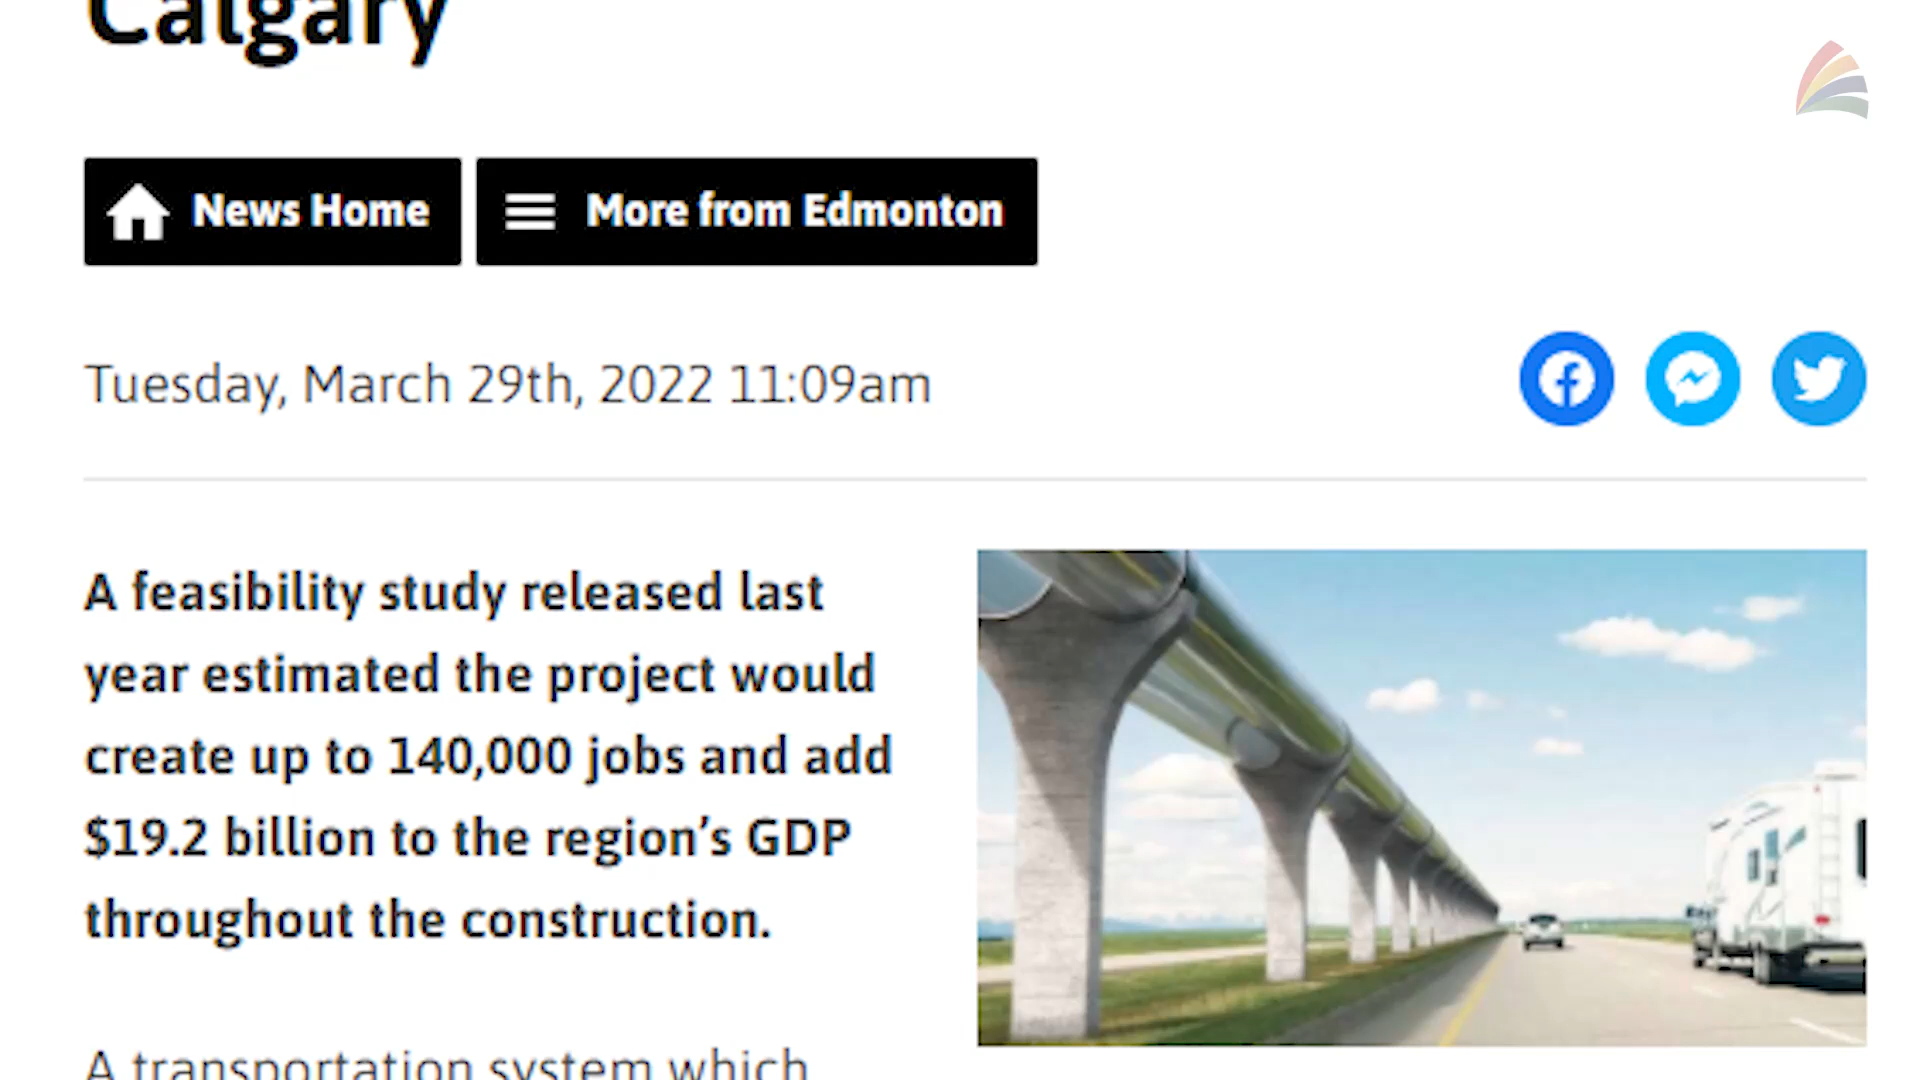 Calgary
News Home
More from Edmonton
Tuesday, March 29th, 2022 11:09am
A feasibility study released last
year estimated the project would
create up to 140,000 jobs and add
$19.2 billion to the region’s GDP
throughout the construction.
A transportation system which